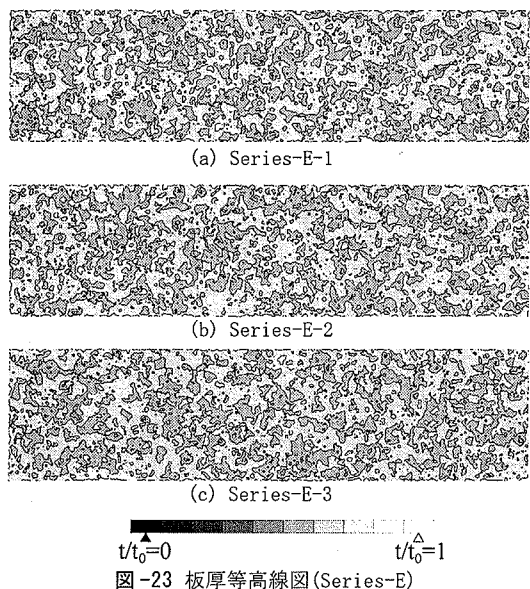 (a) Series-E-1
(b) Series-E-2
(c) Series-E-3
t/t₀=0 t/t₀=1
図-23 板厚等高線図(Series-E)